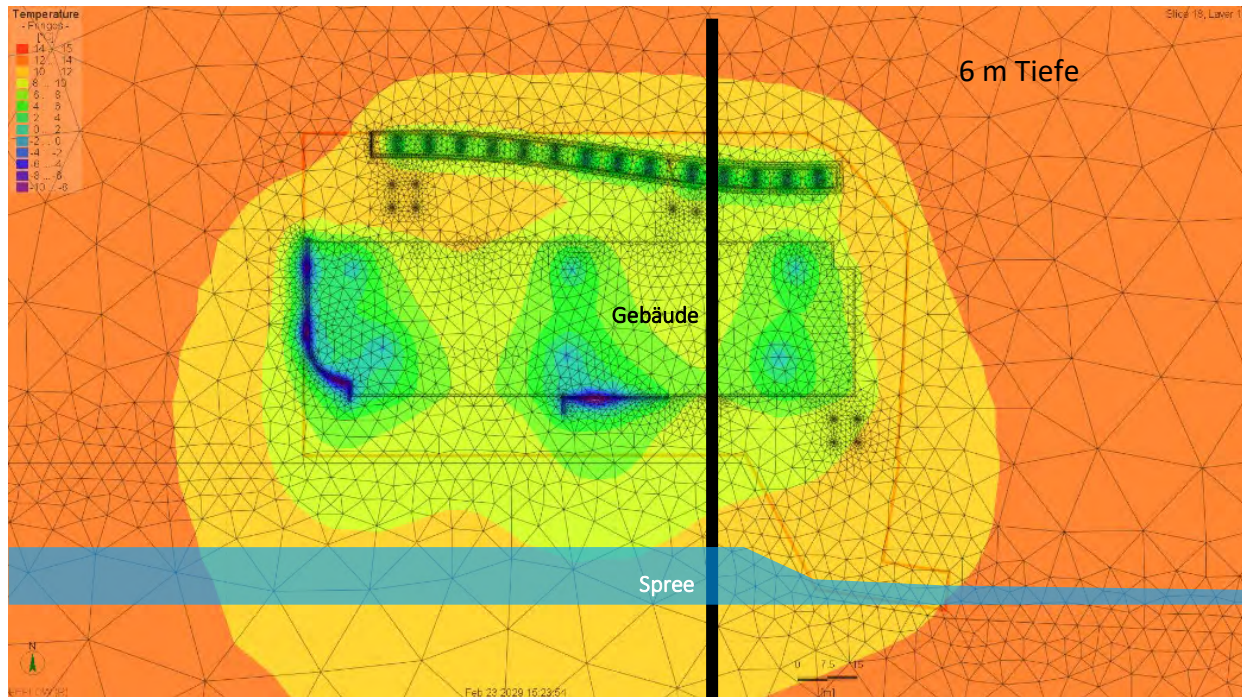 Temperature
- Fringes -
Slice 18, Layer 1
14 .. 15
12 .. 14
10 .. 12
8 .. 10
6 .. 8
4 .. 6
2 .. 4
0 .. 2
-2 .. 0
-4 .. -2
-6 .. -4
-8 .. -6
-10 .. -8
6 m Tiefe
Gebäude
Spree
N
0 7.5 15
[m]
Feb 23 2029 15:23:54